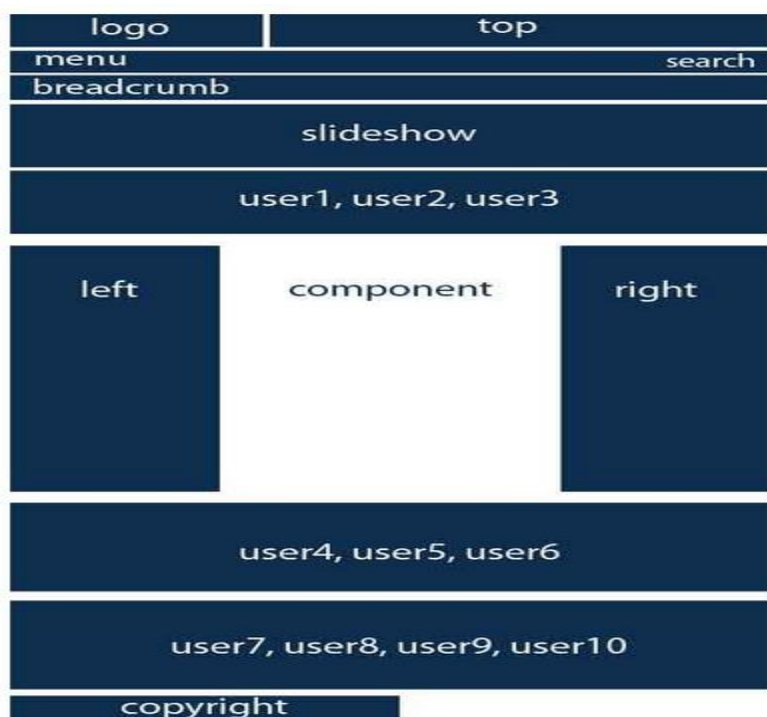 logo top
menu search
breadcrumb
slideshow
user1, user2, user3
left component right
user4, user5, user6
user7, user8, user9, user10
copyright